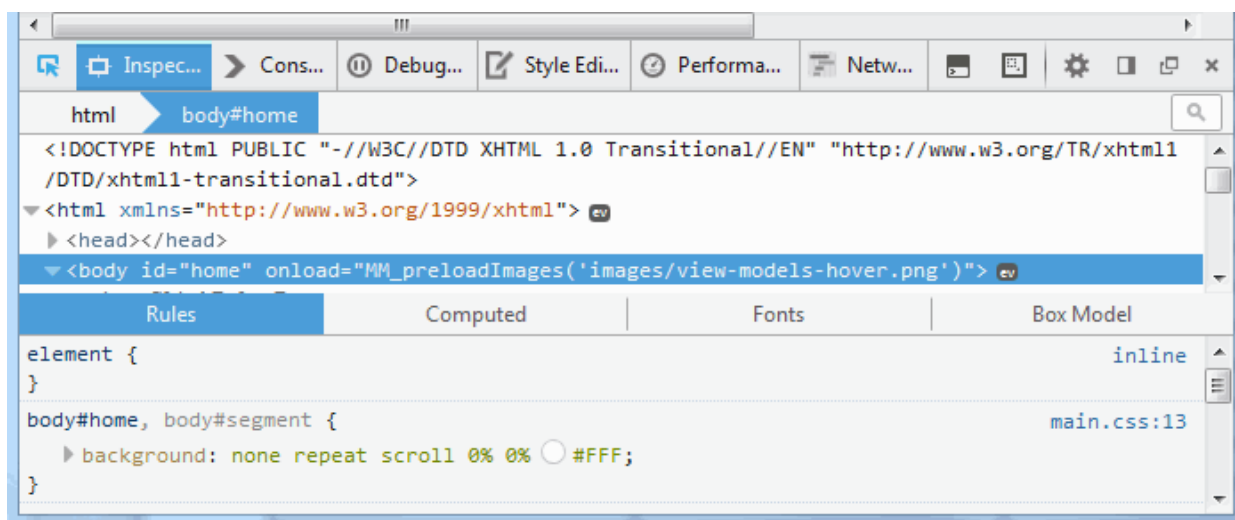 Inspec... Cons... Debug... Style Edi... Performa... Netw...
html body#home
<!DOCTYPE html PUBLIC "-//W3C//DTD XHTML 1.0 Transitional//EN" "http://www.w3.org/TR/xhtml1
/DTD/xhtml1-transitional.dtd">
<html xmlns="http://www.w3.org/1999/xhtml"> ev
<head></head>
<body id="home" onload="MM_preloadImages('images/view-models-hover.png')"> ev
Rules Computed Fonts Box Model
element { inline
}
body#home, body#segment { main.css:13
background: none repeat scroll 0% 0% #FFF;
}